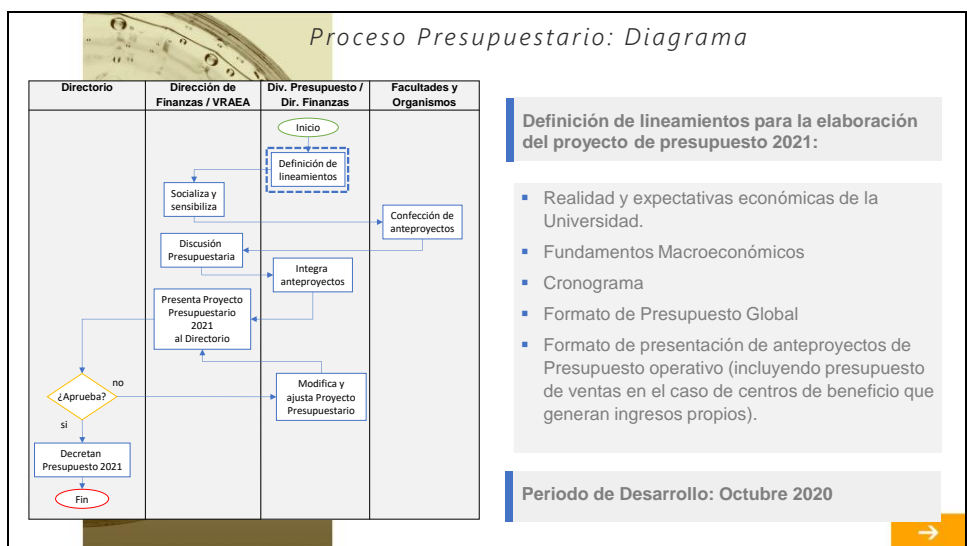 Proceso Presupuestario: Diagrama
Directorio
Dirección de
Finanzas / VRAEA
Div. Presupuesto /
Dir. Finanzas
Facultades y
Organismos
Inicio
Definición de
lineamientos
Socializa y
sensibiliza
Confección de
anteproyectos
Discusión
Presupuestaria
Integra
anteproyectos
Presenta Proyecto
Presupuestario
2021
al Directorio
¿Aprueba?
no
si
Modifica y
ajusta Proyecto
Presupuestario
Decretan
Presupuesto 2021
Fin
Definición de lineamientos para la elaboración
del proyecto de presupuesto 2021:
▪ Realidad y expectativas económicas de la
Universidad.
▪ Fundamentos Macroeconómicos
▪ Cronograma
▪ Formato de Presupuesto Global
▪ Formato de presentación de anteproyectos de
Presupuesto operativo (incluyendo presupuesto
de ventas en el caso de centros de beneficio que
generan ingresos propios).
Periodo de Desarrollo: Octubre 2020